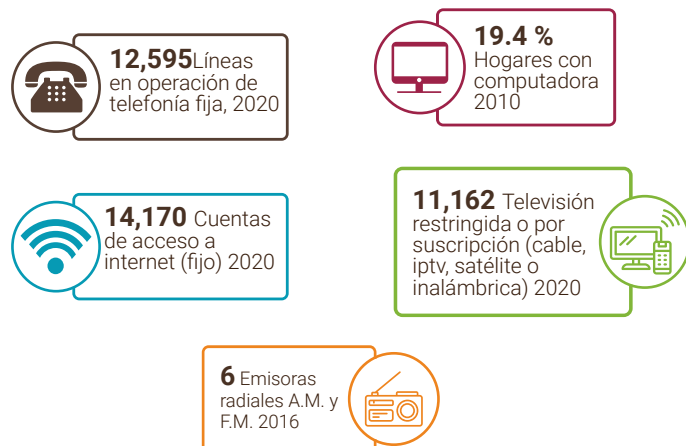 12,595Líneas
en operación de
telefonía fija, 2020
19.4 %
Hogares con
computadora
2010
14,170 Cuentas
de acceso a
internet (fijo) 2020
11,162 Televisión
restringida o por
suscripción (cable,
iptv, satélite o
inalámbrica) 2020
6 Emisoras
radiales A.M. y
F.M. 2016